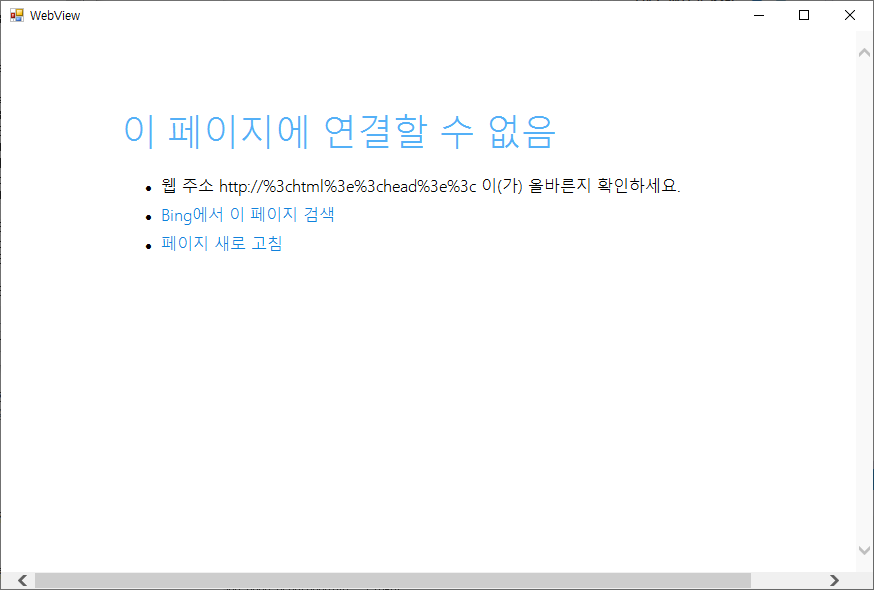 WebView
이 페이지에 연결할 수 없음
웹 주소 http://%3chtml%3e%3chead%3e%3c 이(가) 올바른지 확인하세요.
Bing에서 이 페이지 검색
페이지 새로 고침